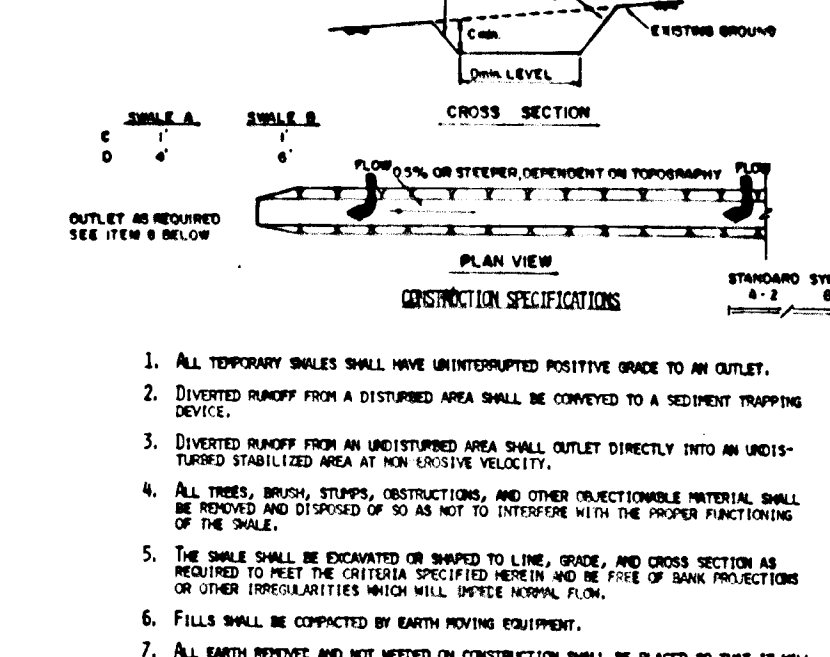 C min.
EXISTING GROUND
Dmin. LEVEL
CROSS SECTION
SWALE A SWALE B
C 1' 1'
D 4' 6'
FLOW 0.5% OR STEEPER, DEPENDENT ON TOPOGRAPHY FLOW
OUTLET AS REQUIRED
SEE ITEM 8 BELOW
PLAN VIEW
STANDARD
A-2
CONSTRUCTION SPECIFICATIONS
1. ALL TEMPORARY SWALES SHALL HAVE UNINTERRUPTED POSITIVE GRADE TO AN OUTLET.
2. DIVERTED RUNOFF FROM A DISTURBED AREA SHALL BE CONVEYED TO A SEDIMENT TRAPPING
DEVICE.
3. DIVERTED RUNOFF FROM AN UNDISTURBED AREA SHALL OUTLET DIRECTLY INTO AN UNDIS-
TURBED STABILIZED AREA AT NON-EROSIVE VELOCITY.
4. ALL TREES, BRUSH, STUMPS, OBSTRUCTIONS, AND OTHER OBJECTIONABLE MATERIAL SHALL
BE REMOVED AND DISPOSED OF SO AS NOT TO INTERFERE WITH THE PROPER FUNCTIONING
OF THE SWALE.
5. THE SWALE SHALL BE EXCAVATED OR SHAPED TO LINE, GRADE, AND CROSS SECTION AS
REQUIRED TO MEET THE CRITERIA SPECIFIED HEREIN AND BE FREE OF BANK PROJECTIONS
OR OTHER IRREGULARITIES WHICH WILL IMPEDE NORMAL FLOW.
6. FILLS SHALL BE COMPACTED BY EARTH MOVING EQUIPMENT.
7. ALL EARTH REMOVED AND NOT NEEDED ON CONSTRUCTION SHALL BE PLACED SO THAT IT WILL